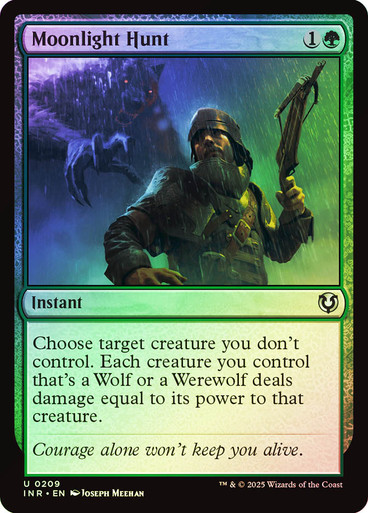 Moonlight Hunt 1
Instant
Choose target creature you don't
control. Each creature you control
that's a Wolf or a Werewolf deals
damage equal to its power to that
creature.
Courage alone won't keep you alive.
U 0209
INR • EN Joseph Meehan
™ & © 2025 Wizards of the Coast